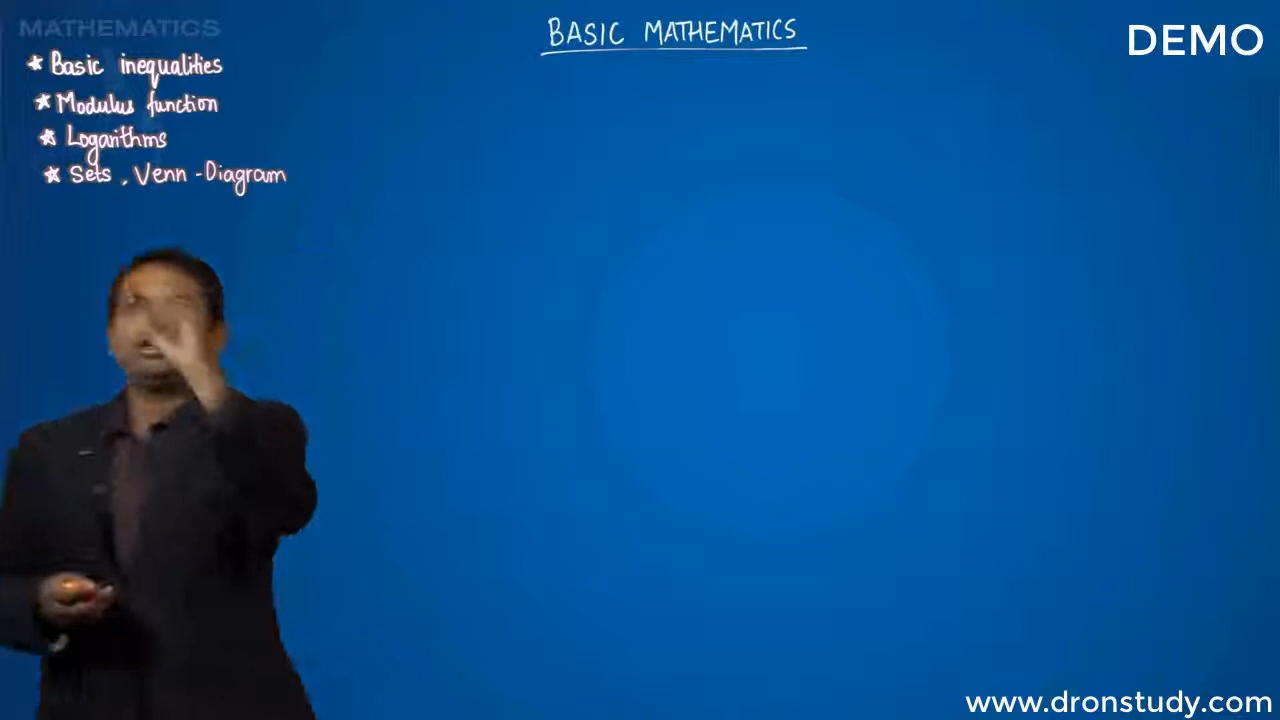 MATHEMATICS
BASIC MATHEMATICS
DEMO
★ Basic inequalities
★ Modulus function
★ Logarithms
★ Sets, Venn-Diagram
www.dronstudy.com